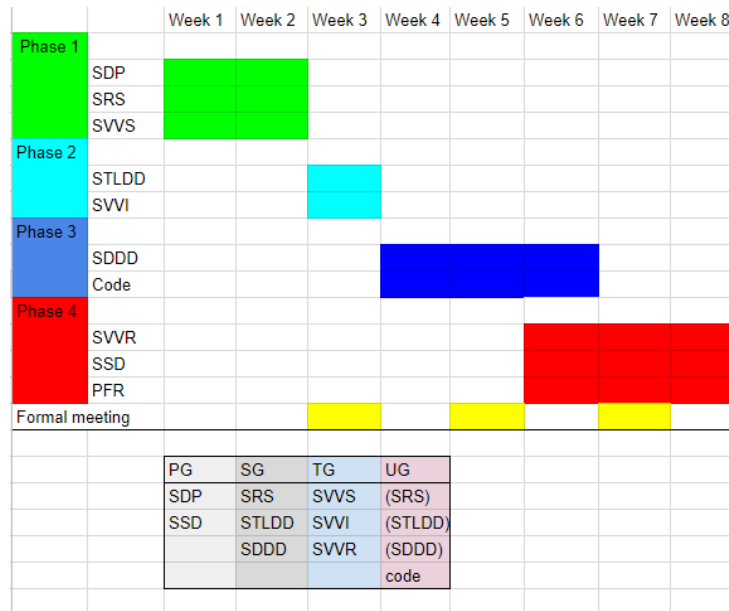 Week 1 Week 2 Week 3 Week 4 Week 5 Week 6 Week 7 Week 8
Phase 1
SDP
SRS
SVVS
Phase 2
STLDD
SVVI
Phase 3
SDDD
Code
Phase 4
SVVR
SSD
PFR
Formal meeting
PG SG TG UG
SDP SRS SVVS (SRS)
SSD STLDD SVVI (STLDD)
SDDD SVVR (SDDD)
code